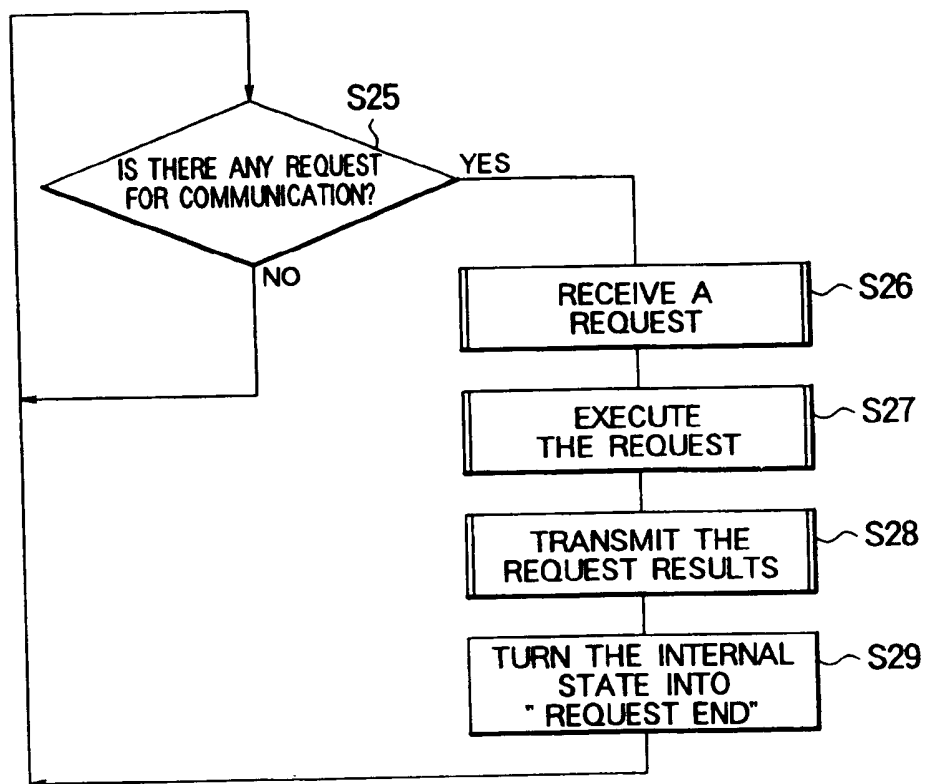 S25
IS THERE ANY REQUEST
FOR COMMUNICATION?
YES
NO
RECEIVE A
REQUEST
S26
EXECUTE
THE REQUEST
S27
TRANSMIT THE
REQUEST RESULTS
S28
TURN THE INTERNAL
STATE INTO
" REQUEST END"
S29